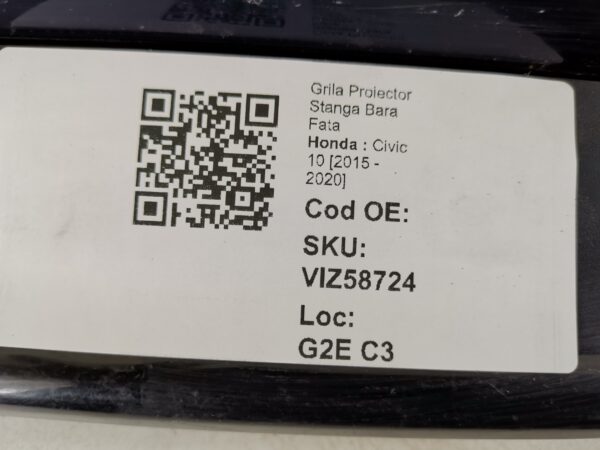 Grila Proiector
Stanga Bara
Fata
Honda : Civic
10 [2015 -
2020]
Cod OE:
SKU:
VIZ58724
Loc:
G2E C3